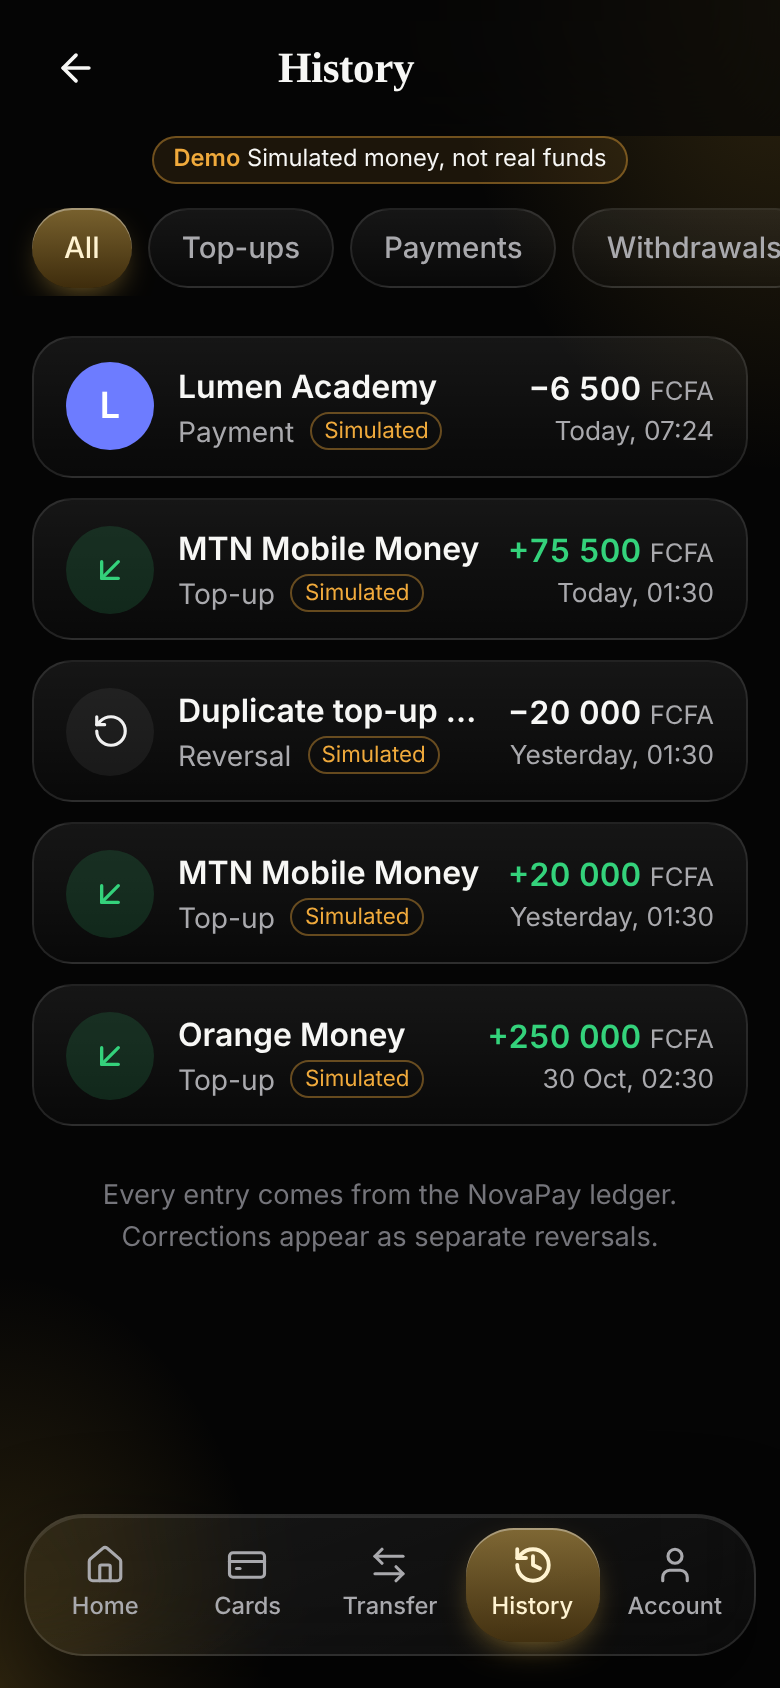 History
Demo Simulated money, not real funds
All Top-ups Payments Withdrawals
L Lumen Academy −6 500 FCFA
Payment Simulated Today, 07:24
MTN Mobile Money +75 500 FCFA
Top-up Simulated Today, 01:30
Duplicate top-up ... −20 000 FCFA
Reversal Simulated Yesterday, 01:30
MTN Mobile Money +20 000 FCFA
Top-up Simulated Yesterday, 01:30
Orange Money +250 000 FCFA
Top-up Simulated 30 Oct, 02:30
Every entry comes from the NovaPay ledger.
Corrections appear as separate reversals.
Home Cards Transfer History Account